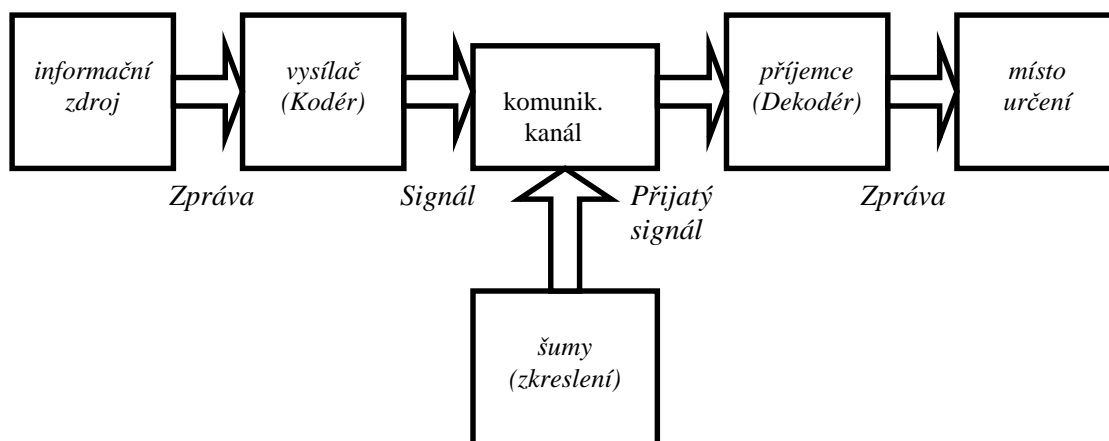 informační
zdroj
vysílač
(Kodér)
komunik.
kanál
příjemce
(Dekodér)
místo
určení
Zpráva
Signál
Přijatý
signál
Zpráva
šumy
(zkreslení)